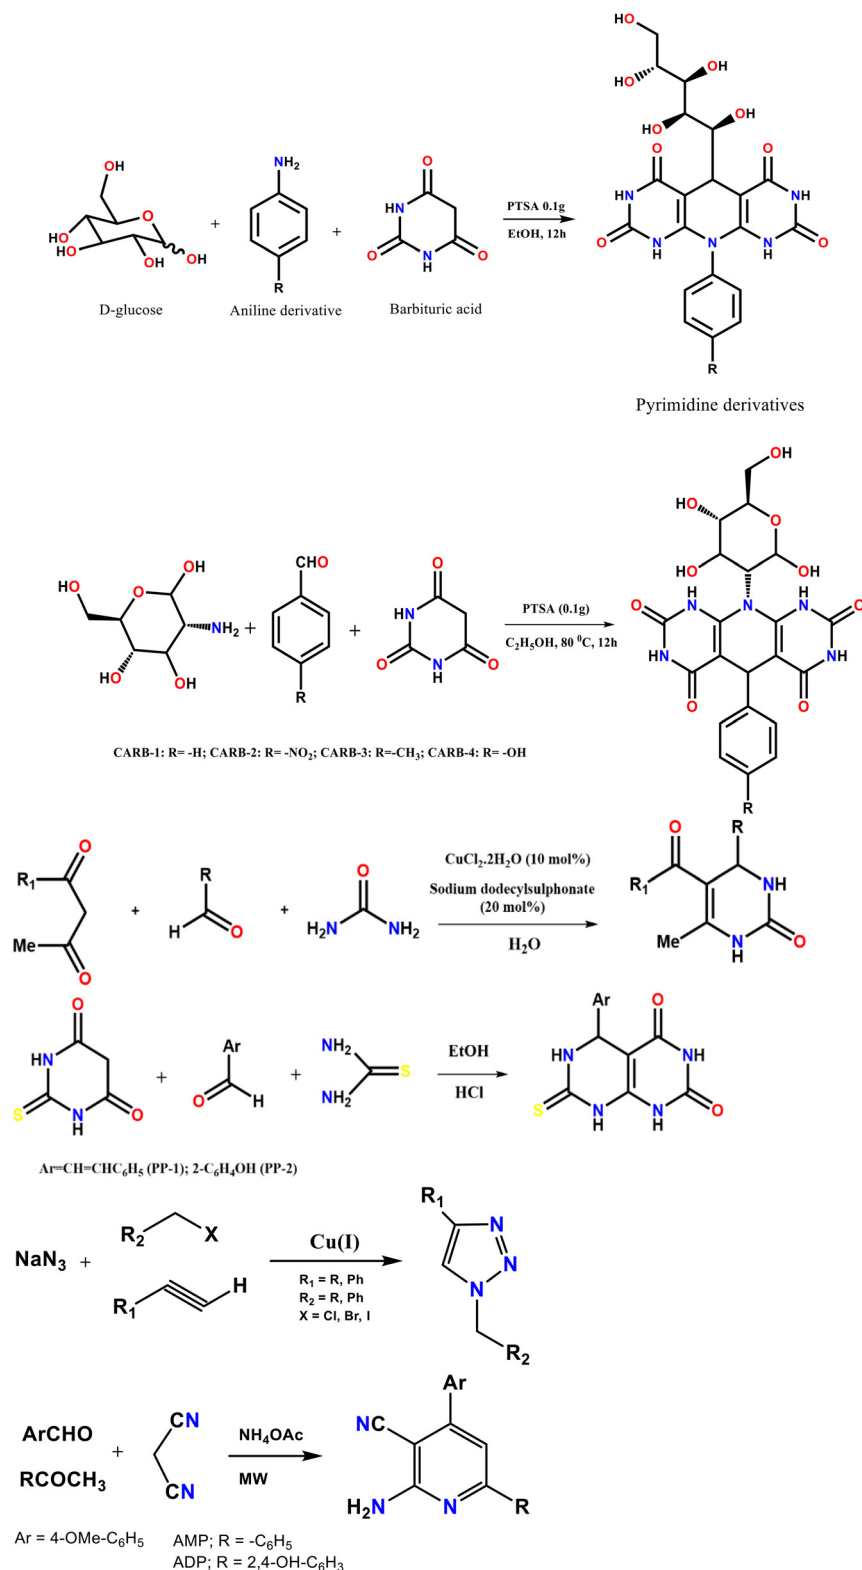 HO
OH
HO
OH
HO
OH
O
O
HN
NH
O
N
H
N
N
H
O
R
Pyrimidine derivatives
OH
O
HO
HO
OH
OH
D-glucose
+
NH2
R
Aniline derivative
+
O
HN
O
N
H
O
Barbituric acid
PTSA 0.1g
EtOH, 12h
HO
O
OH
NH2
HO
OH
+
CHO
R
+
O
HN
O
N
H
O
PTSA (0.1g)
C2H5OH, 80 0C, 12h
OH
HO
O
HO
OH
H
N
N
H
N
O
O
NH
HN
O
O
R
CARB-1: R= -H; CARB-2: R= -NO2; CARB-3: R=-CH3; CARB-4: R= -OH
O
R1
Me
O
+
R
H
O
+
O
H2N
NH2
CuCl2.2H2O (10 mol%)
Sodium dodecylsulphonate
(20 mol%)
H2O
O
R
R1
NH
Me
N
H
O
O
HN
S
N
H
O
+
Ar
O
H
+
NH2
S
NH2
EtOH
HCl
Ar
O
HN
NH
S
N
H
N
H
O
Ar=CH=CHC6H5 (PP-1); 2-C6H4OH (PP-2)
NaN3
+
R2
X
R1
H
Cu(I)
R1 = R, Ph
R2 = R, Ph
X = Cl, Br, I
R1
N
N
N
R2
ArCHO
RCOCH3
+
CN
CN
NH4OAc
MW
Ar
NC
H2N
N
R
Ar = 4-OMe-C6H5
AMP; R = -C6H5
ADP; R = 2,4-OH-C6H3